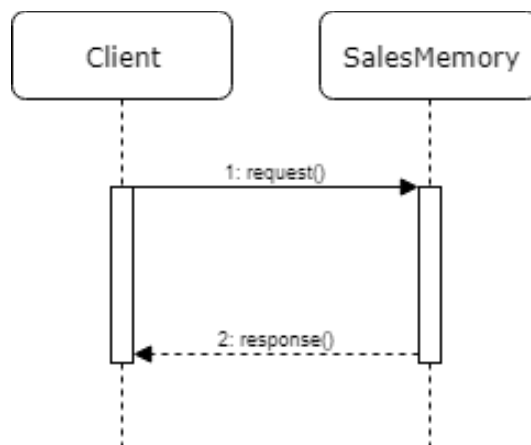 Client
SalesMemory
1: request()
2: response()